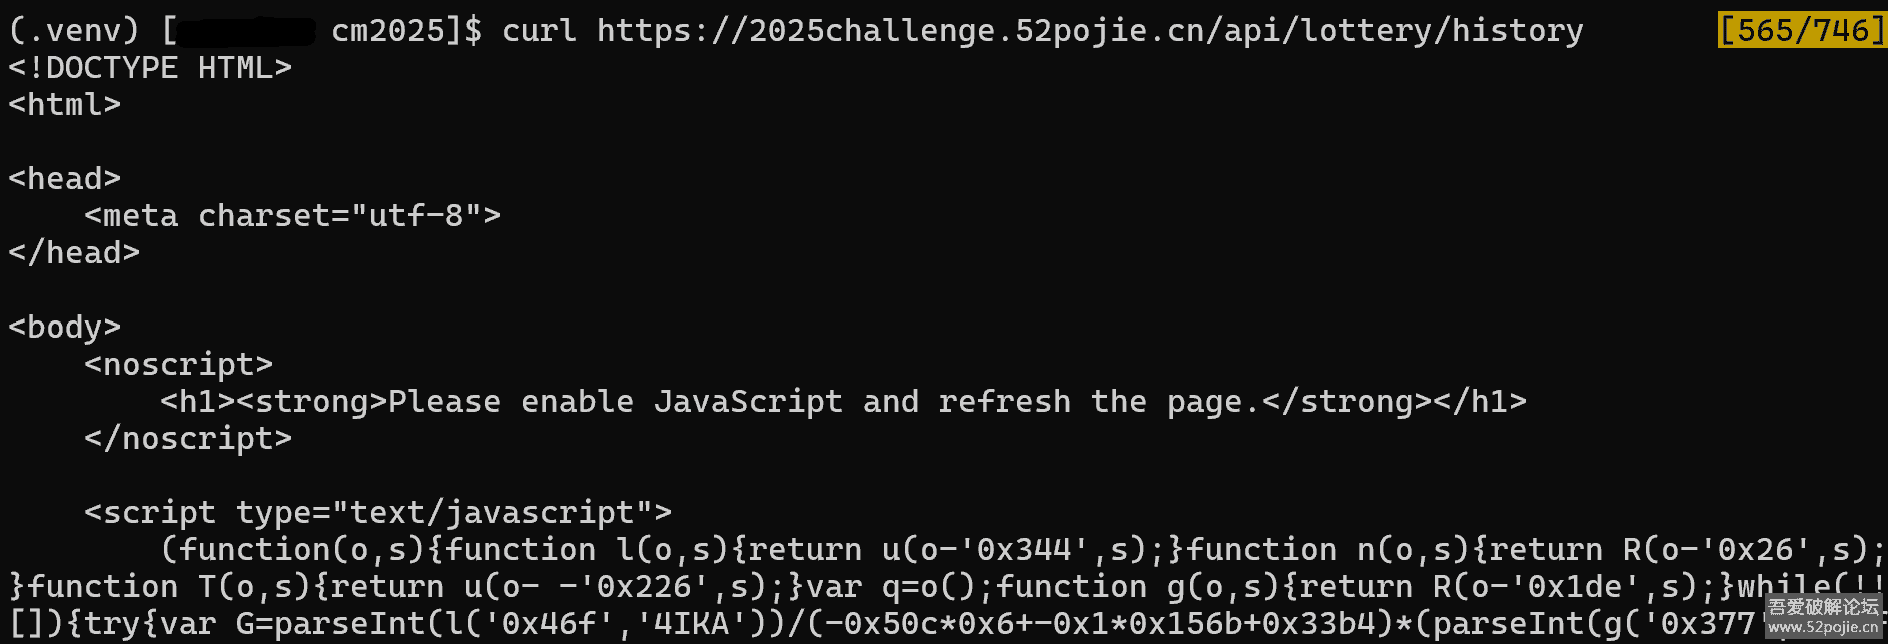 (.venv) [ cm2025]$ curl https://2025challenge.52pojie.cn/api/lottery/history [565/746]
<!DOCTYPE HTML>
<html>
<head>
<meta charset="utf-8">
</head>
<body>
<noscript>
<h1><strong>Please enable JavaScript and refresh the page.</strong></h1>
</noscript>
<script type="text/javascript">
(function(o,s){function l(o,s){return u(o-'0x344',s);}function n(o,s){return R(o-'0x26',s);
}function T(o,s){return u(o- -'0x226',s);}var q=o();function g(o,s){return R(o-'0x1de',s);}while(!!
[]){try{var G=parseInt(l('0x46f','4IKA'))/(-0x50c*0x6+-0x1*0x156b+0x33b4)*(parseInt(g('0x377'
吾爱破解论坛
www.52pojie.cn